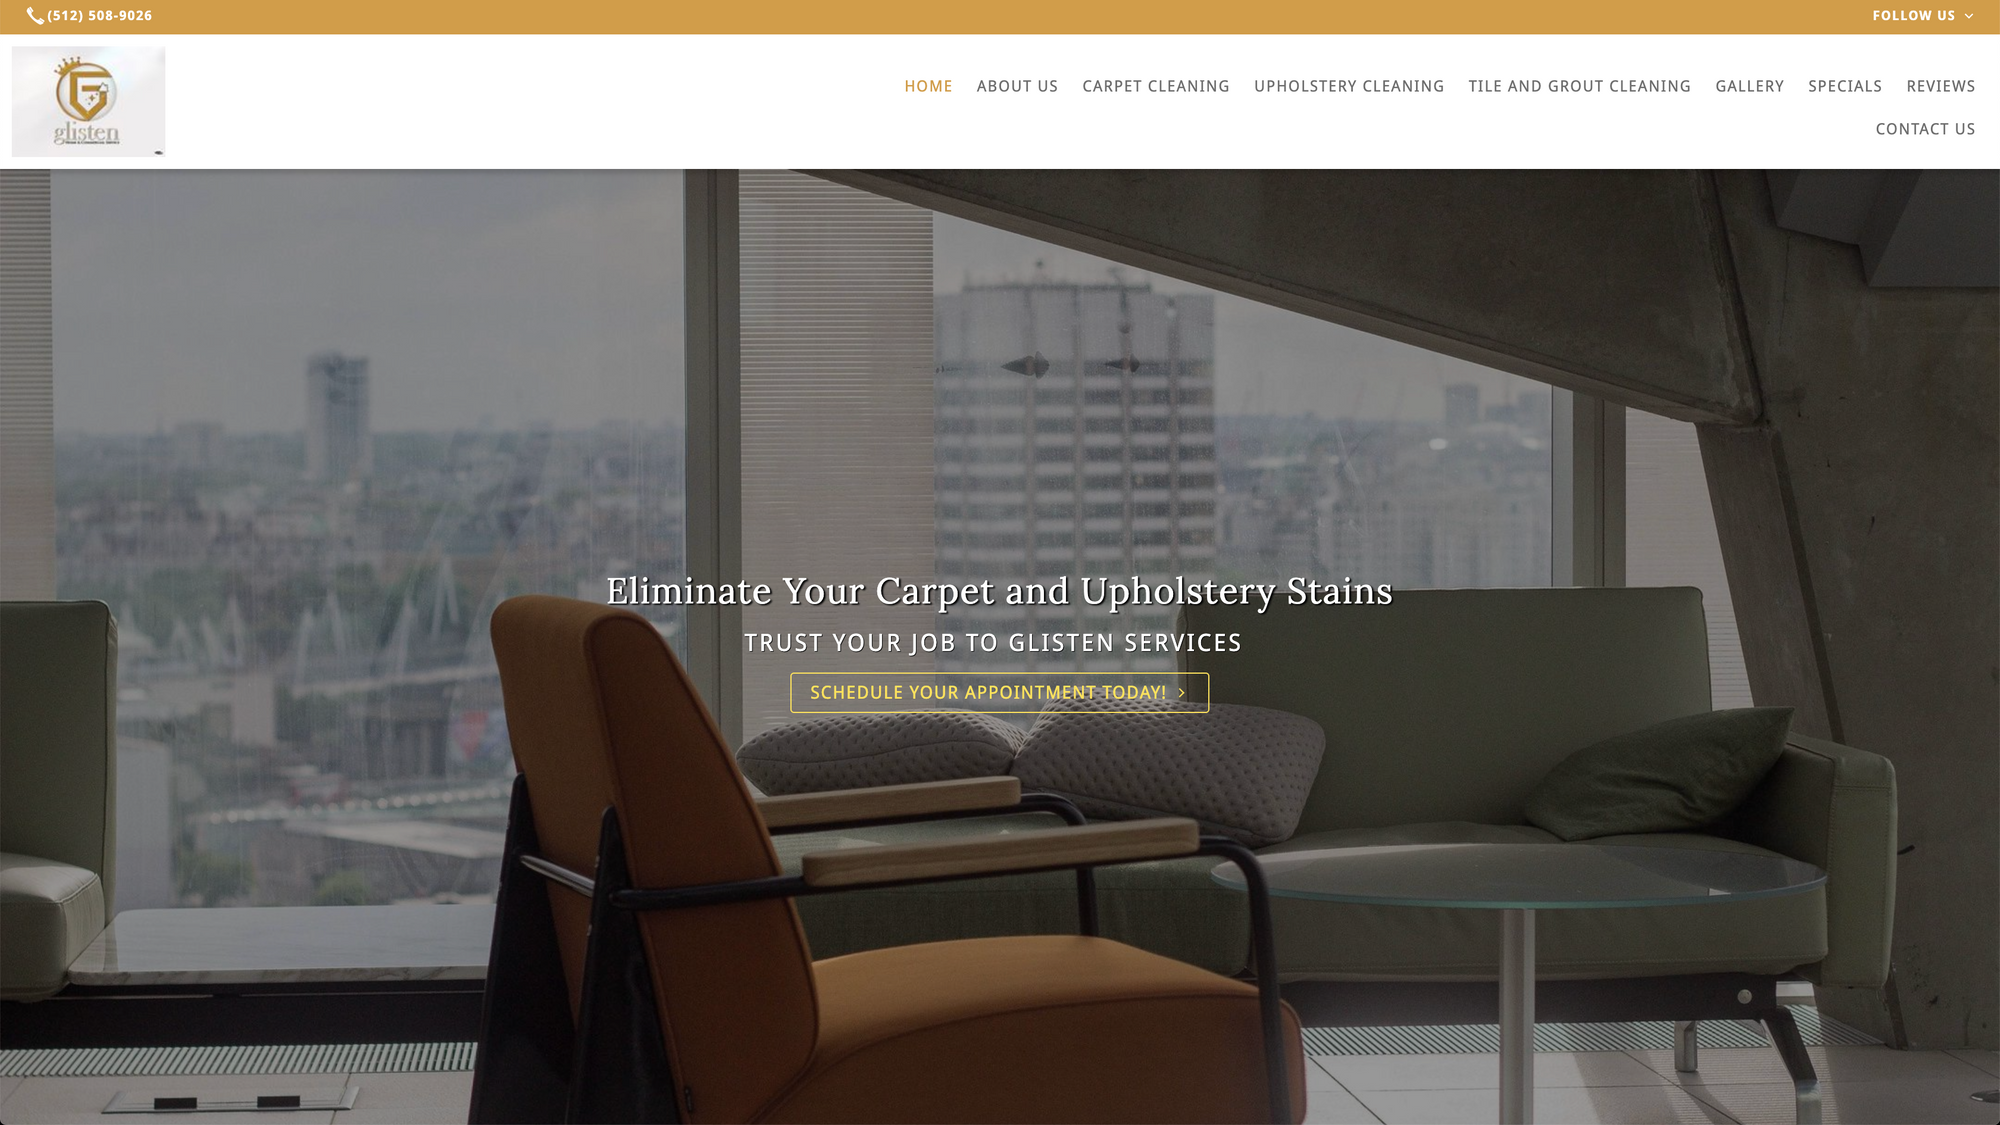 (512) 508-9026
FOLLOW US
glisten
HOME ABOUT US CARPET CLEANING UPHOLSTERY CLEANING TILE AND GROUT CLEANING GALLERY SPECIALS REVIEWS
CONTACT US
Eliminate Your Carpet and Upholstery Stains
TRUST YOUR JOB TO GLISTEN SERVICES
SCHEDULE YOUR APPOINTMENT TODAY!